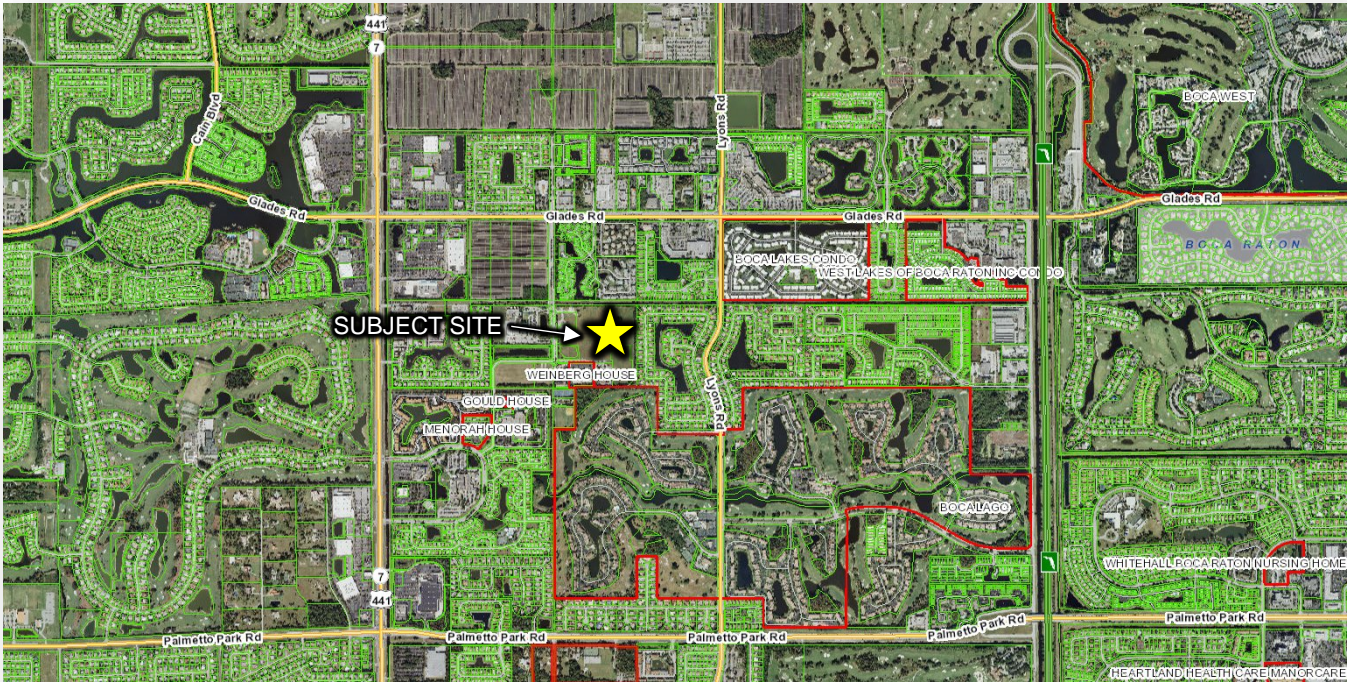 441
7
Cain Blvd
Lyons Rd
BOCA WEST
Glades Rd
Glades Rd
Glades Rd
Glades Rd
BOCA RATON
BOCA LAKES CONDO
WEST LAKES OF BOCA RATON INC CONDO
SUBJECT SITE
WEINBERG HOUSE
Lyons Rd
GOULD HOUSE
MENORAH HOUSE
BOCA LAGO
WHITEHALL BOCA RATON NURSING HOME
7
441
Palmetto Park Rd
Palmetto Park Rd
Palmetto Park Rd
Palmetto Park Rd
Palmetto Park Rd
HEARTLAND HEALTH CARE MANORCARE